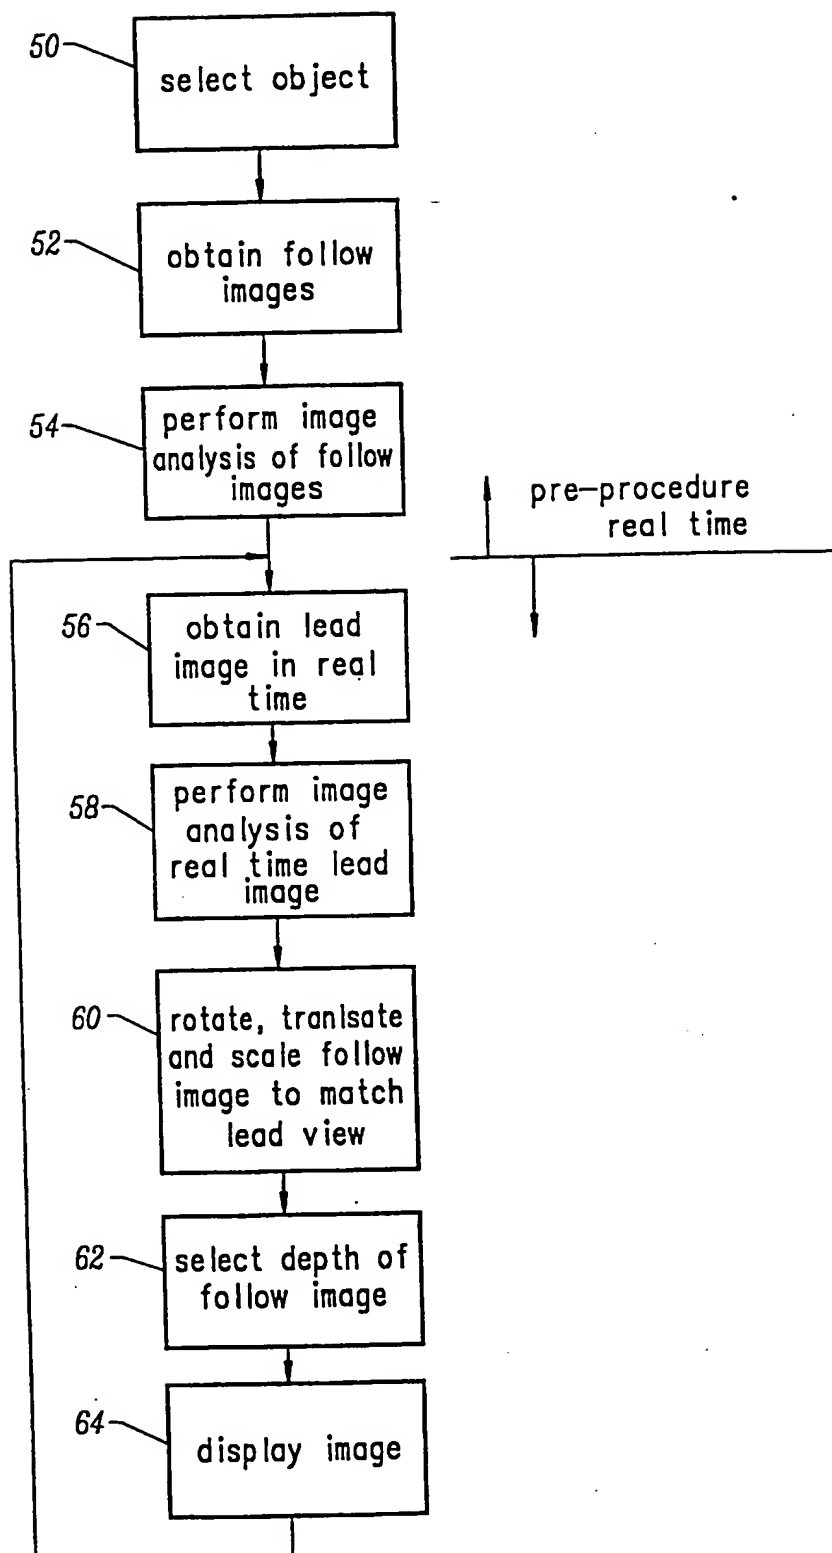 50
select object
52
obtain follow
images
54
perform image
analysis of follow
images
pre-procedure
real time
56
obtain lead
image in real
time
58
perform image
analysis of
real time lead
image
60
rotate, tranlsate
and scale follow
image to match
lead view
62
select depth of
follow image
64
display image